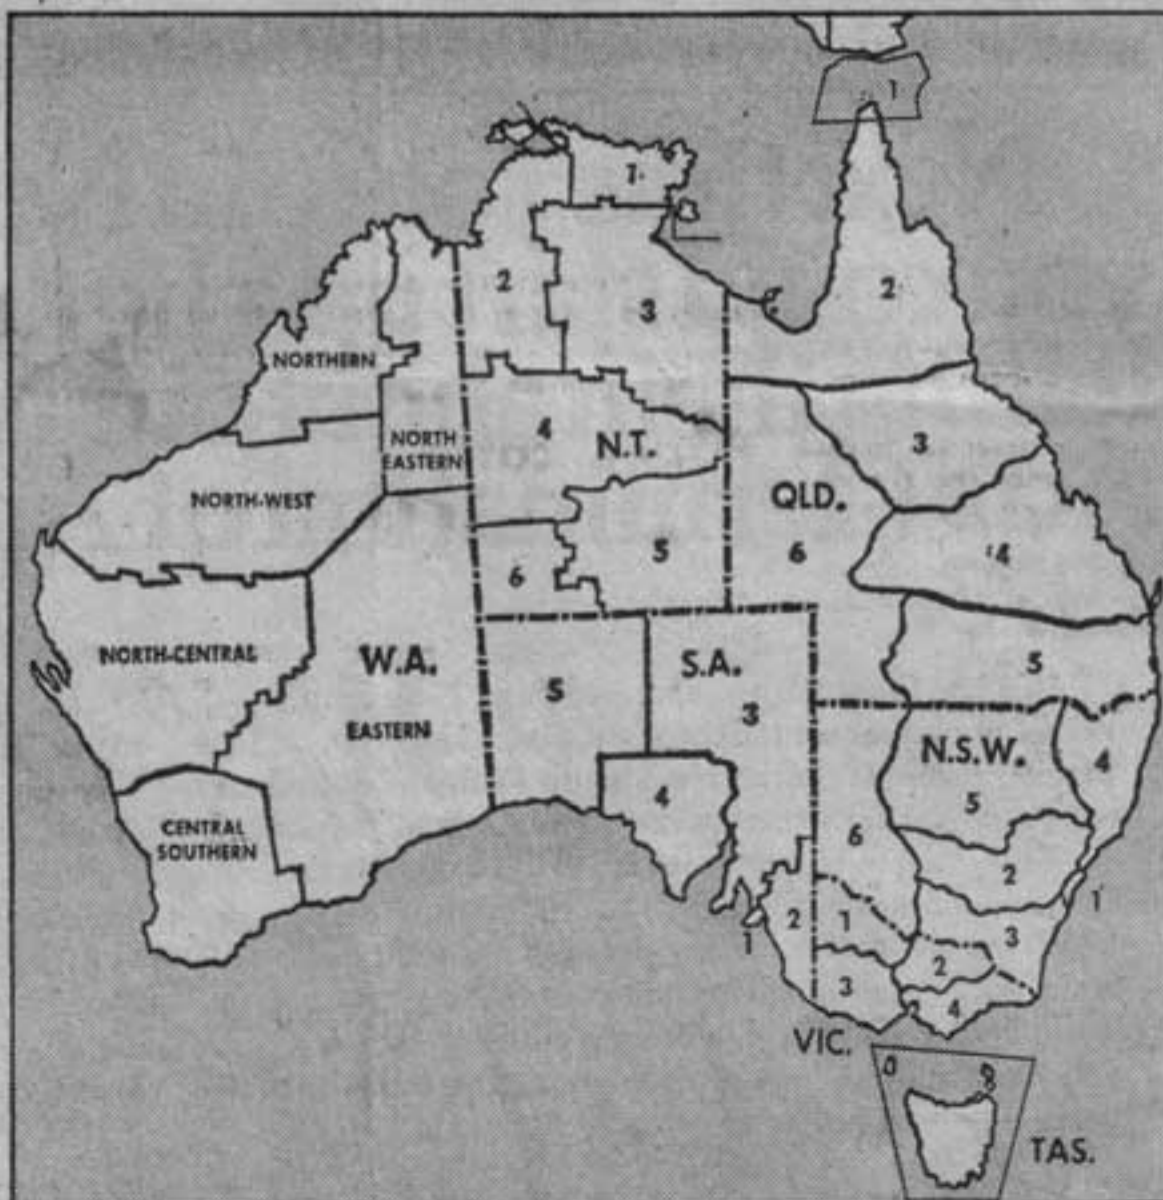 1
1
2
2
3
NORTHERN
4
N.T.
NORTH
EASTERN
3
NORTH-WEST
QLD.
5
6
4
6
NORTH-CENTRAL
W.A.
S.A.
5
5
3
EASTERN
N.S.W.
4
4
5
CENTRAL
SOUTHERN
6
2
1
2
1
3
1
2
3
4
VIC.
TAS.